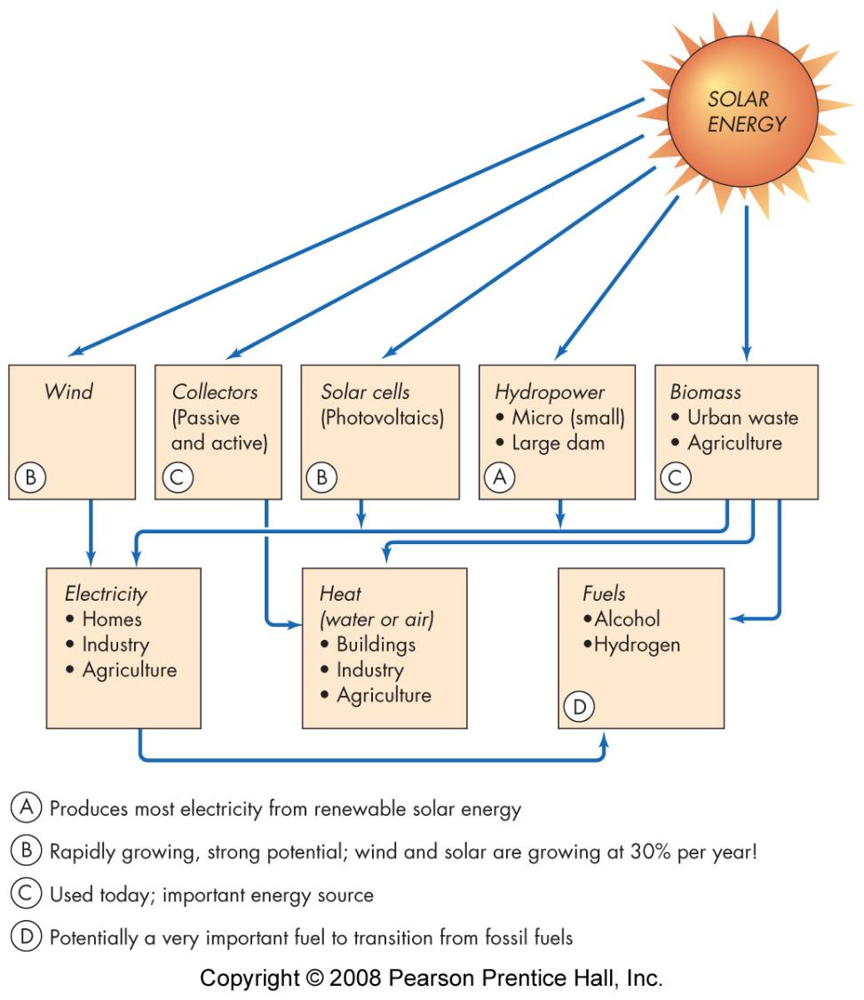 SOLAR
ENERGY
Wind
B
Collectors
(Passive
and active)
C
Solar cells
(Photovoltaics)
B
Hydropower
• Micro (small)
• Large dam
A
Biomass
• Urban waste
• Agriculture
C
Electricity
• Homes
• Industry
• Agriculture
Heat
(water or air)
• Buildings
• Industry
• Agriculture
Fuels
•Alcohol
•Hydrogen
D
A Produces most electricity from renewable solar energy
B Rapidly growing, strong potential; wind and solar are growing at 30% per year!
C Used today; important energy source
D Potentially a very important fuel to transition from fossil fuels
Copyright © 2008 Pearson Prentice Hall, Inc.